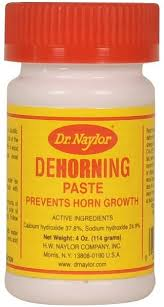 Dr. Naylor
DEHORNING
PASTE
PREVENTS HORN GROWTH
ACTIVE INGREDIENTS
Calcium hydroxide 37.8%, Sodium hydroxide 24.9%
Net Weight: 4 Oz. (114 grams)
H.W. NAYLOR COMPANY, INC.
Morris, N.Y. 13808-0190 U.S.A.
www.drnaylor.com